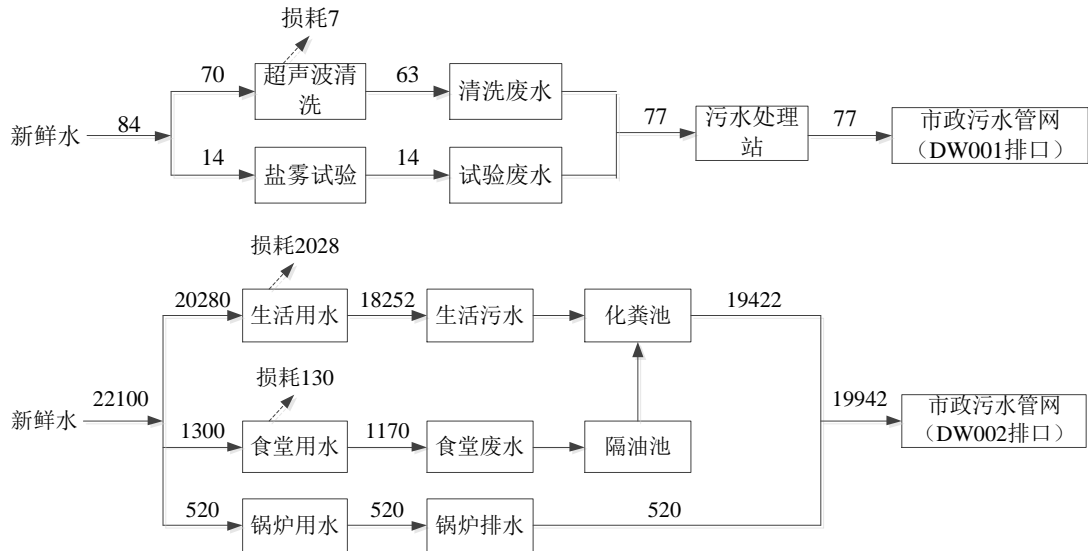 损耗7
70
超声波清
洗
63
清洗废水
新鲜水
84
77
污水处理
站
77
市政污水管网
（DW001排口）
14
盐雾试验
14
试验废水
损耗2028
20280
生活用水
18252
生活污水
化粪池
19422
损耗130
新鲜水
22100
1300
食堂用水
1170
食堂废水
隔油池
19942
市政污水管网
（DW002排口）
520
锅炉用水
520
锅炉排水
520